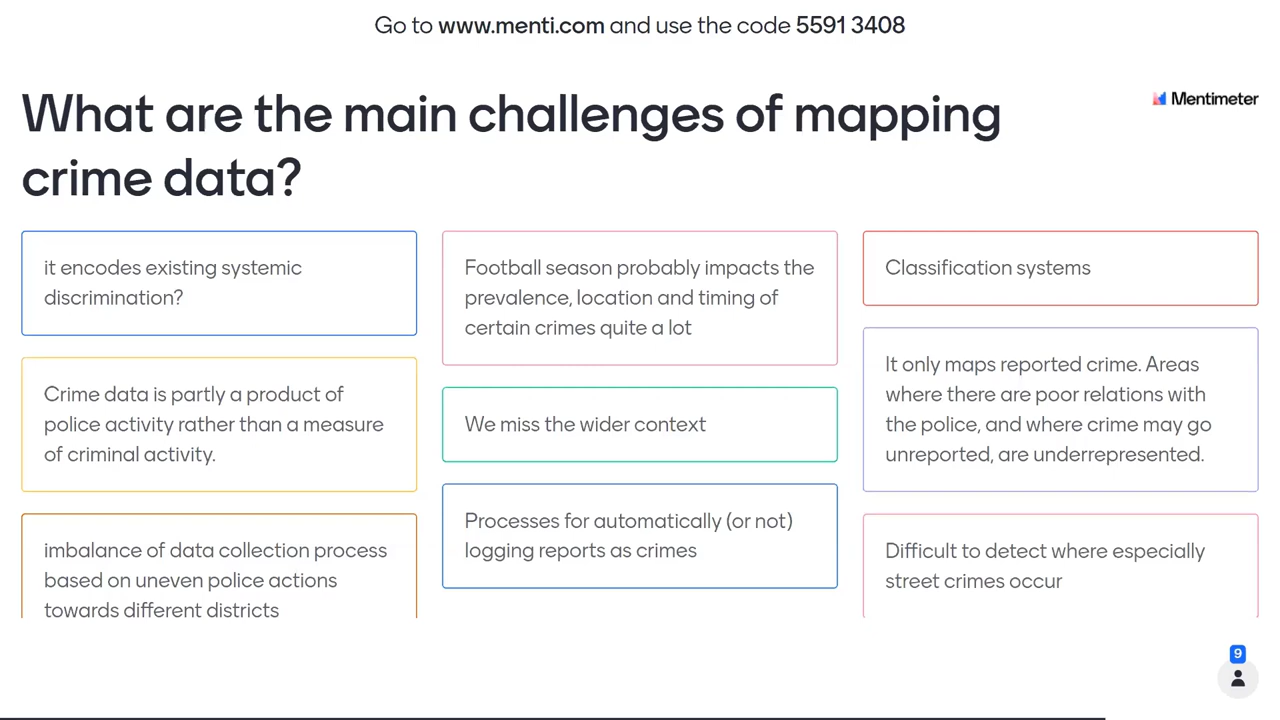 Go to www.menti.com and use the code 5591 3408
What are the main challenges of mapping
crime data?
Mentimeter
it encodes existing systemic
discrimination?
Crime data is partly a product of
police activity rather than a measure
of criminal activity.
imbalance of data collection process
based on uneven police actions
towards different districts
Football season probably impacts the
prevalence, location and timing of
certain crimes quite a lot
We miss the wider context
Processes for automatically (or not)
logging reports as crimes
Classification systems
It only maps reported crime. Areas
where there are poor relations with
the police, and where crime may go
unreported, are underrepresented.
Difficult to detect where especially
street crimes occur
9